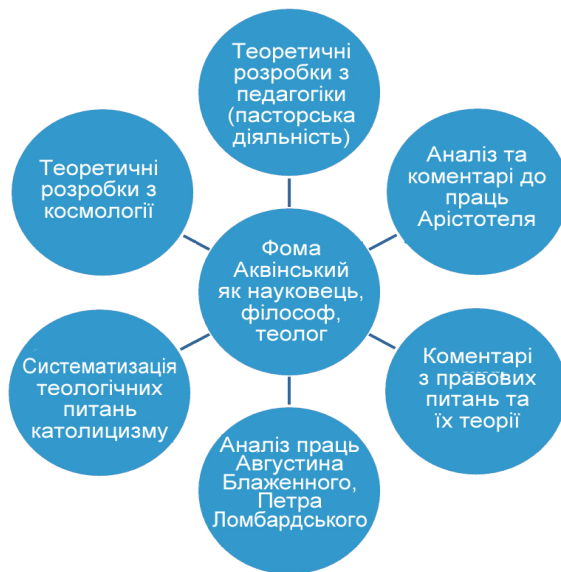 Теоретичні
розробки з
педагогіки
(пасторська
діяльність)
Теоретичні
розробки з
космології
Аналіз та
коментарі до
праць
Арістотеля
Фома
Аквінський
як науковець,
філософ,
теолог
Систематизація
теологічних
питань
католицизму
Коментарі
з правових
питань та
їх теорії
Аналіз праць
Августина
Блаженного,
Петра
Ломбардського